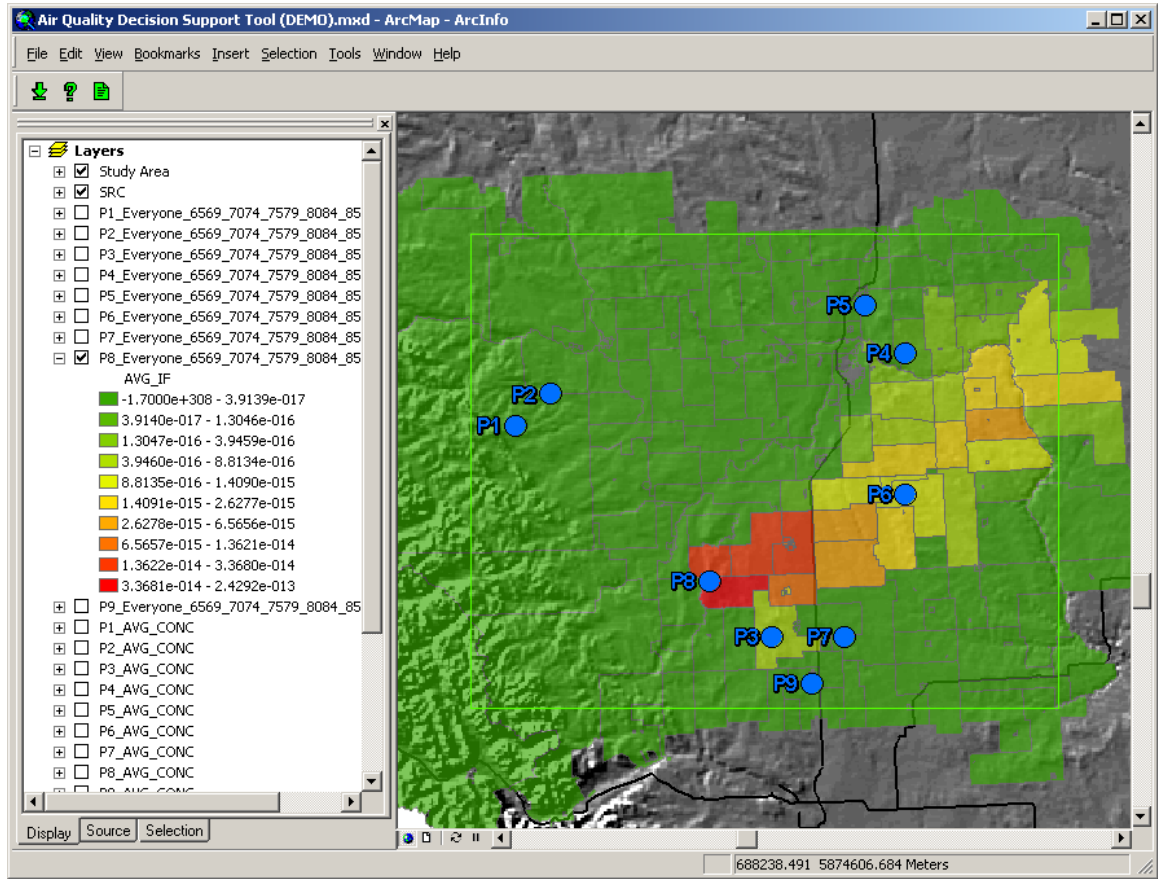 Air Quality Decision Support Tool (DEMO).mxd - ArcMap - ArcInfo
File Edit View Bookmarks Insert Selection Tools Window Help
Layers
Study Area
SRC
P1_Everyone_6569_7074_7579_8084_85
P2_Everyone_6569_7074_7579_8084_85
P3_Everyone_6569_7074_7579_8084_85
P4_Everyone_6569_7074_7579_8084_85
P5_Everyone_6569_7074_7579_8084_85
P6_Everyone_6569_7074_7579_8084_85
P7_Everyone_6569_7074_7579_8084_85
P8_Everyone_6569_7074_7579_8084_85
AVG_IF
-1.7000e+308 - 3.9139e-017
3.9140e-017 - 1.3046e-016
1.3047e-016 - 3.9459e-016
3.9460e-016 - 8.8134e-016
8.8135e-016 - 1.4090e-015
1.4091e-015 - 2.6277e-015
2.6278e-015 - 6.5656e-015
6.5657e-015 - 1.3621e-014
1.3622e-014 - 3.3680e-014
3.3681e-014 - 2.4292e-013
P9_Everyone_6569_7074_7579_8084_85
P1_AVG_CONC
P2_AVG_CONC
P3_AVG_CONC
P4_AVG_CONC
P5_AVG_CONC
P6_AVG_CONC
P7_AVG_CONC
P8_AVG_CONC
P9_AVG_CONC
Display Source Selection
P5
P4
P2
P1
P6
P8
P3 P7
P9
688238.491 5874606.684 Meters